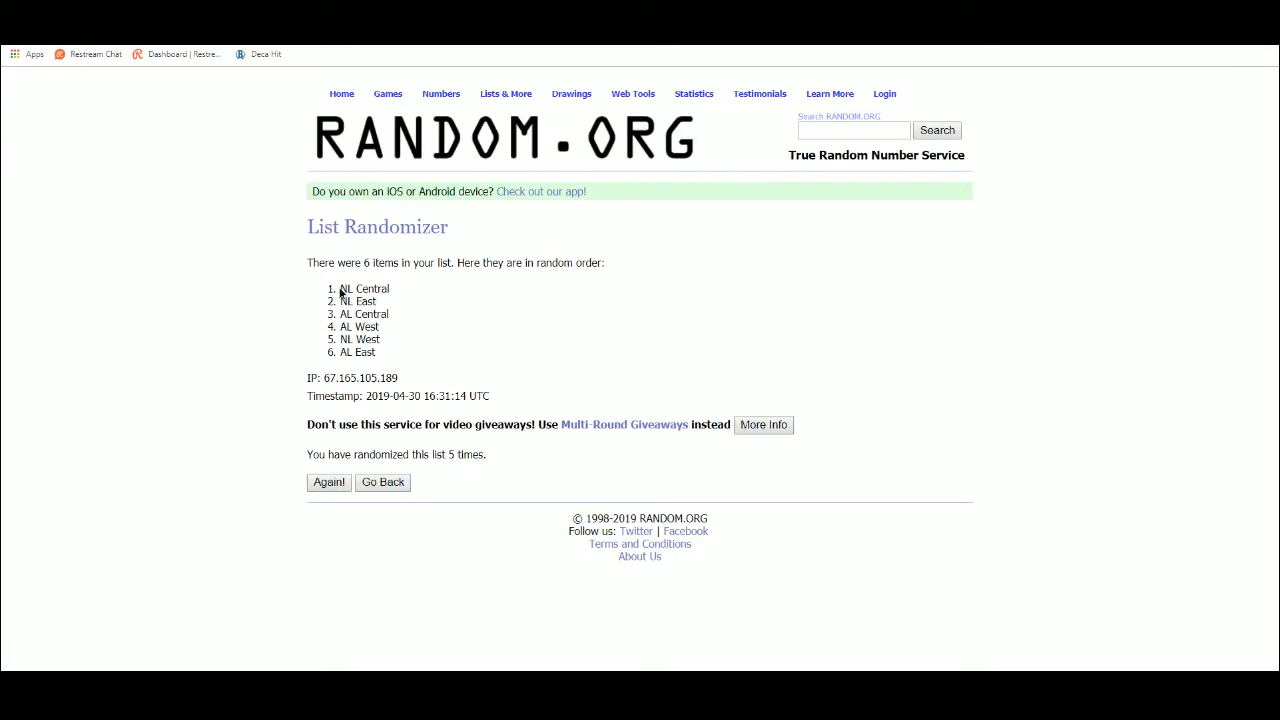 Apps Restream Chat Dashboard | Restre... Deca Hit
Home Games Numbers Lists & More Drawings Web Tools Statistics Testimonials Learn More Login
RANDOM.ORG
Search RANDOM.ORG
Search
True Random Number Service
Do you own an iOS or Android device? Check out our app!
List Randomizer
There were 6 items in your list. Here they are in random order:
1. NL Central
2. NL East
3. AL Central
4. AL West
5. NL West
6. AL East
IP: 67.165.105.189
Timestamp: 2019-04-30 16:31:14 UTC
Don't use this service for video giveaways! Use Multi-Round Giveaways instead More Info
You have randomized this list 5 times.
Again! Go Back
© 1998-2019 RANDOM.ORG
Follow us: Twitter | Facebook
Terms and Conditions
About Us